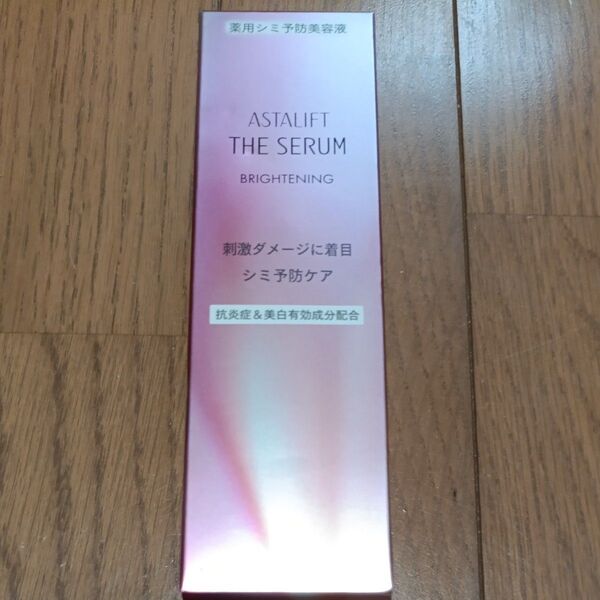 薬用シミ予防美容液
ASTALIFT
THE SERUM
BRIGHTENING
刺激ダメージに着目
シミ予防ケア
抗炎症&美白有効成分配合